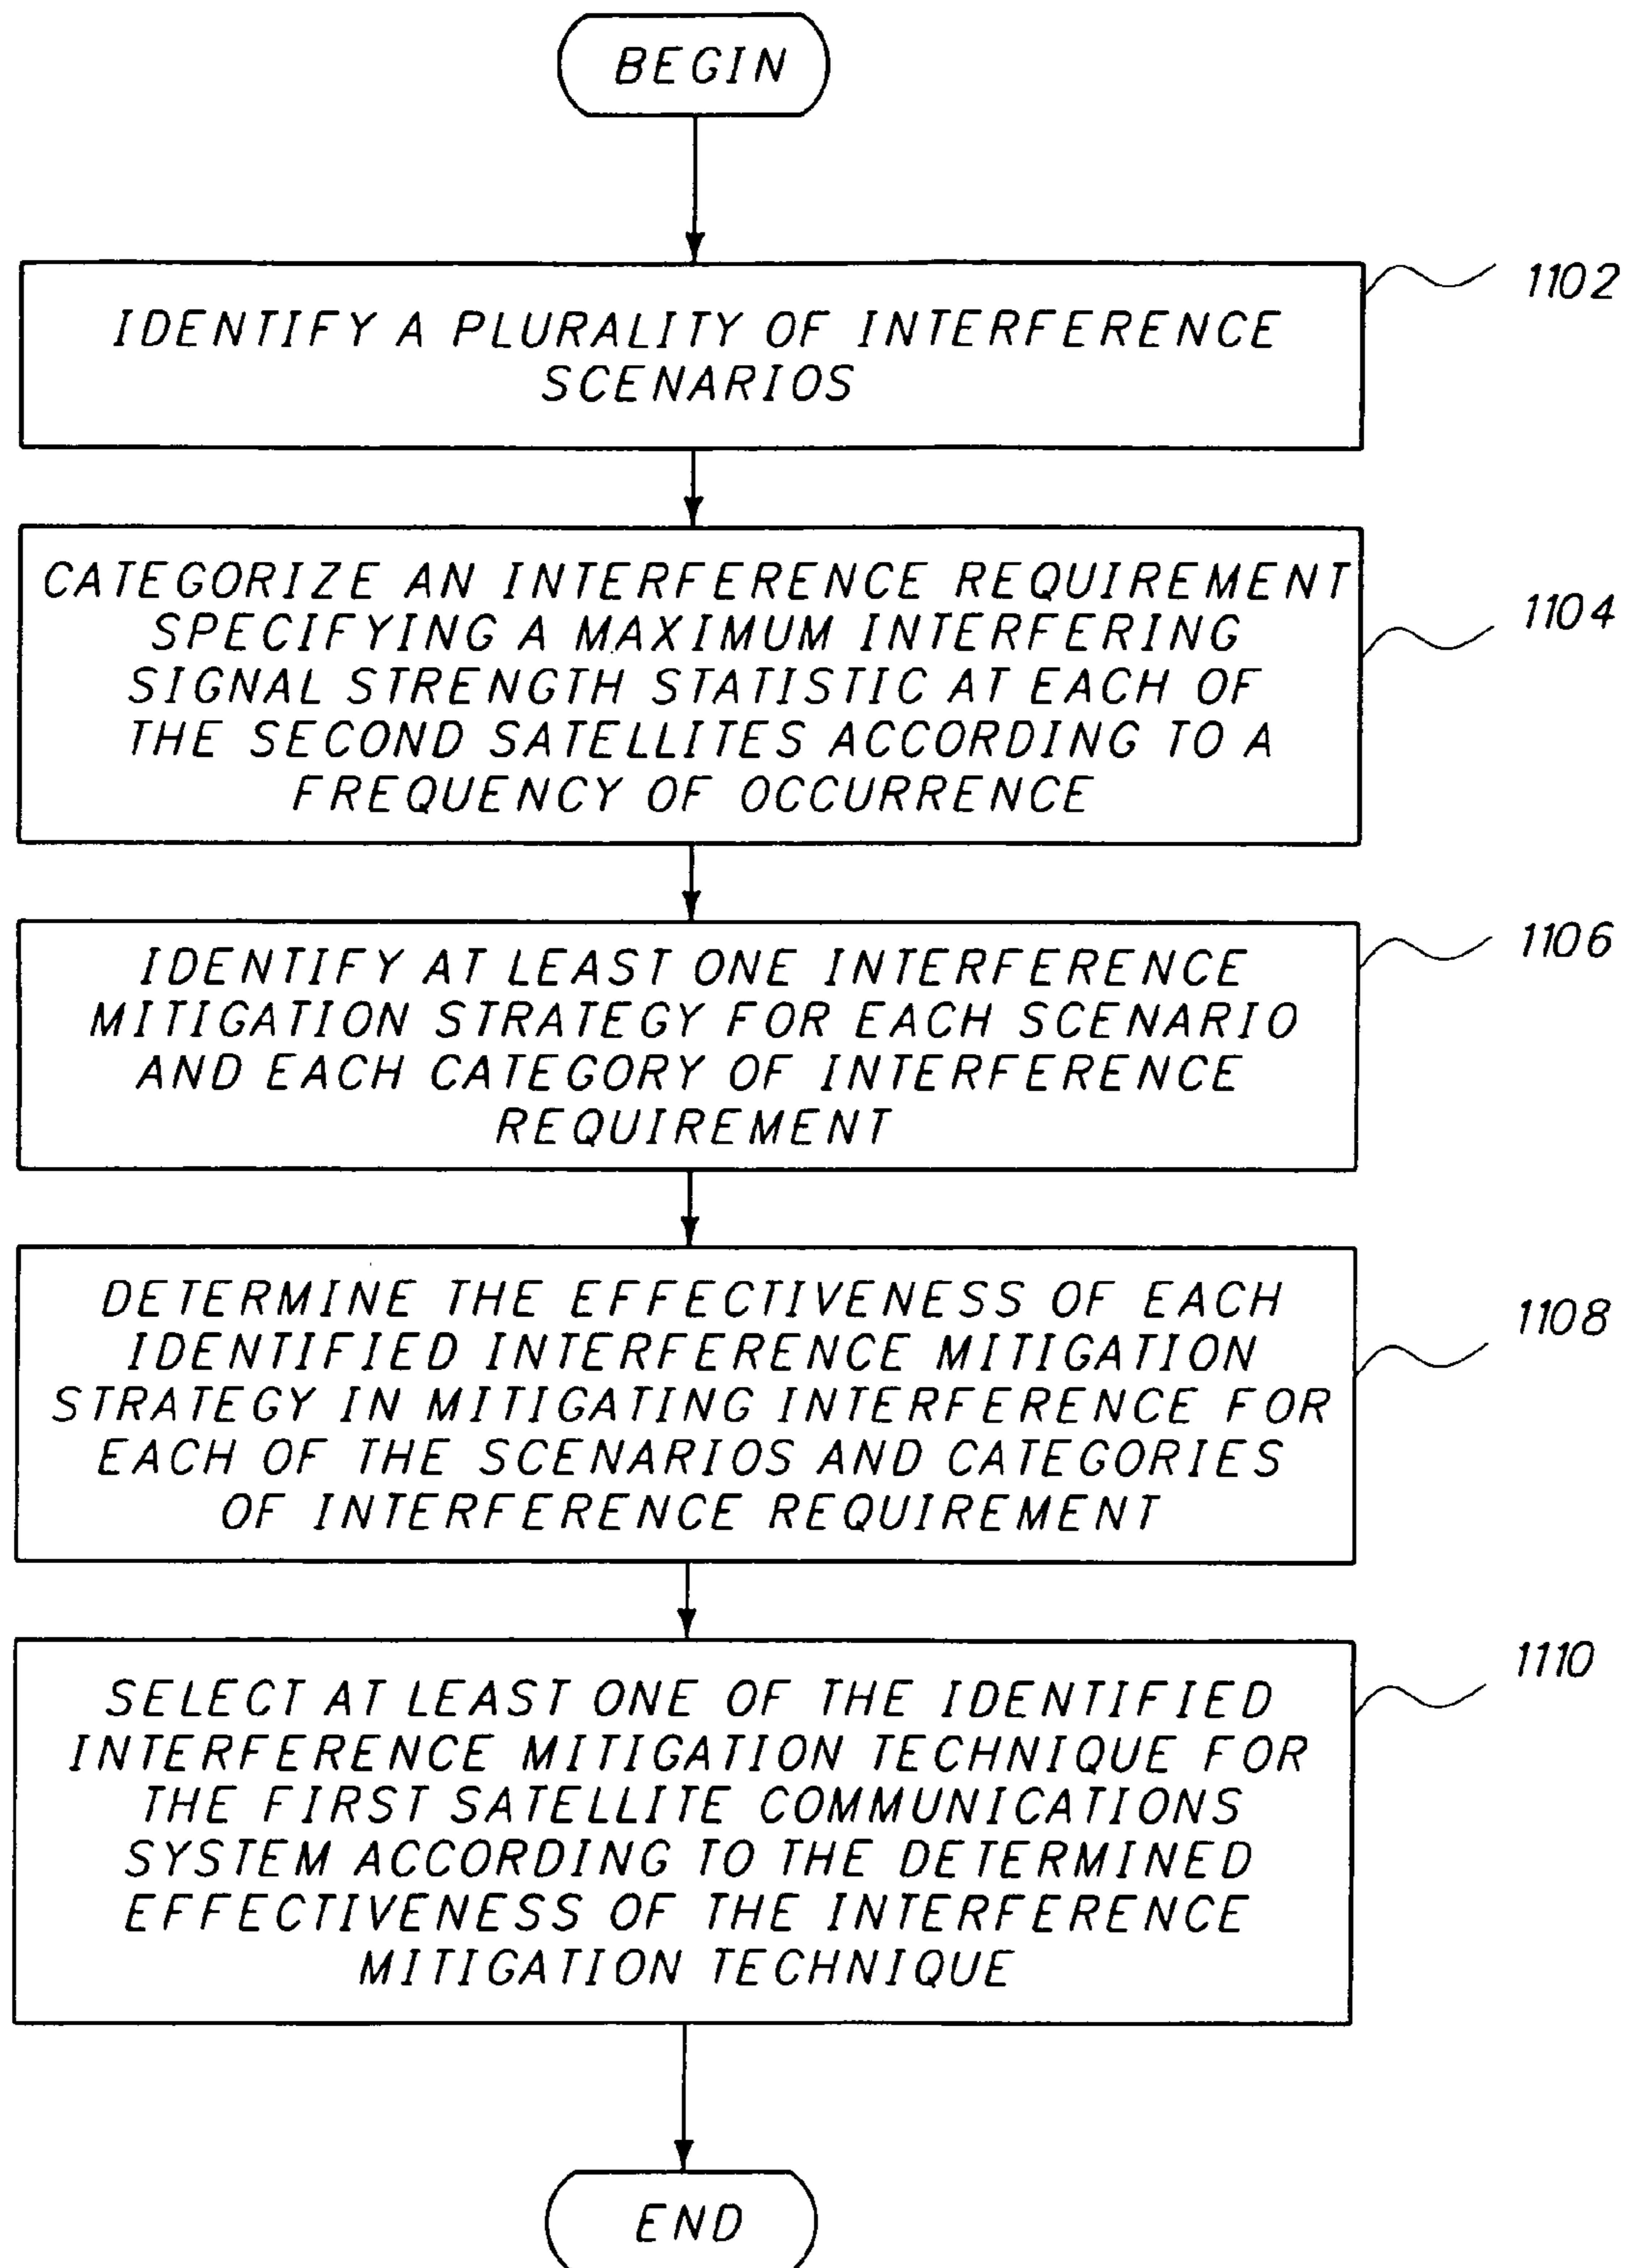 BEGIN
IDENTIFY A PLURALITY OF INTERFERENCE
SCENARIOS
1102
CATEGORIZE AN INTERFERENCE REQUIREMENT
SPECIFYING A MAXIMUM INTERFERING
SIGNAL STRENGTH STATISTIC AT EACH OF
THE SECOND SATELLITES ACCORDING TO A
FREQUENCY OF OCCURRENCE
1104
IDENTIFY AT LEAST ONE INTERFERENCE
MITIGATION STRATEGY FOR EACH SCENARIO
AND EACH CATEGORY OF INTERFERENCE
REQUIREMENT
1106
DETERMINE THE EFFECTIVENESS OF EACH
IDENTIFIED INTERFERENCE MITIGATION
STRATEGY IN MITIGATING INTERFERENCE FOR
EACH OF THE SCENARIOS AND CATEGORIES
OF INTERFERENCE REQUIREMENT
1108
SELECT AT LEAST ONE OF THE IDENTIFIED
INTERFERENCE MITIGATION TECHNIQUE FOR
THE FIRST SATELLITE COMMUNICATIONS
SYSTEM ACCORDING TO THE DETERMINED
EFFECTIVENESS OF THE INTERFERENCE
MITIGATION TECHNIQUE
1110
END